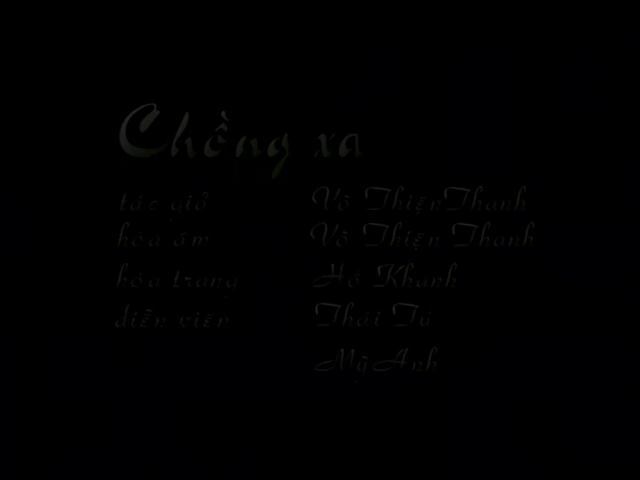 Chồng xa
tác giả Võ Thiện Thanh
hòa âm Võ Thiện Thanh
hóa trang Hồ Khanh
diễn viên Thái Tú
Mỹ Anh